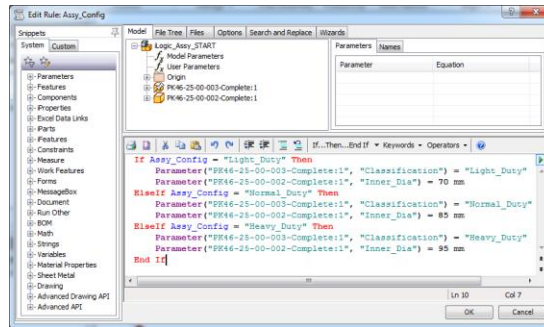 Edit Rule: Assy_Config
Snippets
System Custom
Parameters
Features
Components
iProperties
Excel Data Links
iParts
iFeatures
Constraints
Measure
Work Features
Forms
MessageBox
Document
Run Other
BOM
Math
Strings
Variables
Material Properties
Sheet Metal
Drawing
Advanced Drawing API
Advanced API
Model File Tree Files Options Search and Replace Wizards
Logic_Assy_START
Model Parameters
User Parameters
Origin
PK46-25-00-003-Complete:1
PK46-25-00-002-Complete:1
Parameters Names
Parameter Equation
If...Then...End If Keywords Operators
If Assy_Config = "Light_Duty" Then
Parameter("PK46-25-00-003-Complete:1", "Classification") = "Light_Duty"
Parameter("PK46-25-00-002-Complete:1", "Inner_Dia") = 70 mm
ElseIf Assy_Config = "Normal_Duty" Then
Parameter("PK46-25-00-003-Complete:1", "Classification") = "Normal_Duty"
Parameter("PK46-25-00-002-Complete:1", "Inner_Dia") = 85 mm
ElseIf Assy_Config = "Heavy_Duty" Then
Parameter("PK46-25-00-003-Complete:1", "Classification") = "Heavy_Duty"
Parameter("PK46-25-00-002-Complete:1", "Inner_Dia") = 95 mm
End If
Ln 10 Col 7
OK Cancel